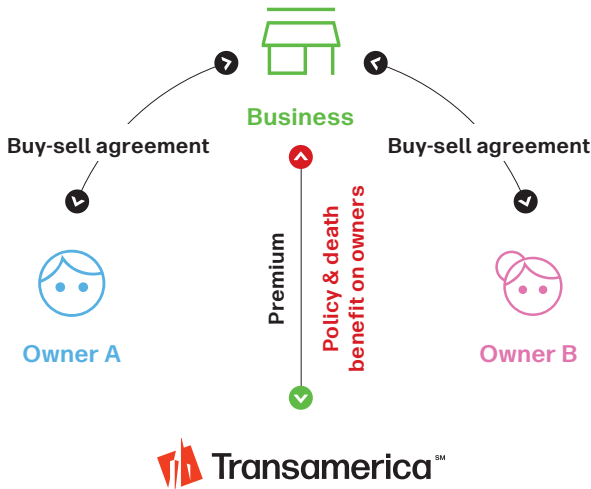 Business
Buy-sell agreement
Buy-sell agreement
Premium
Policy & death
benefit on owners
Owner A
Owner B
Transamerica℠